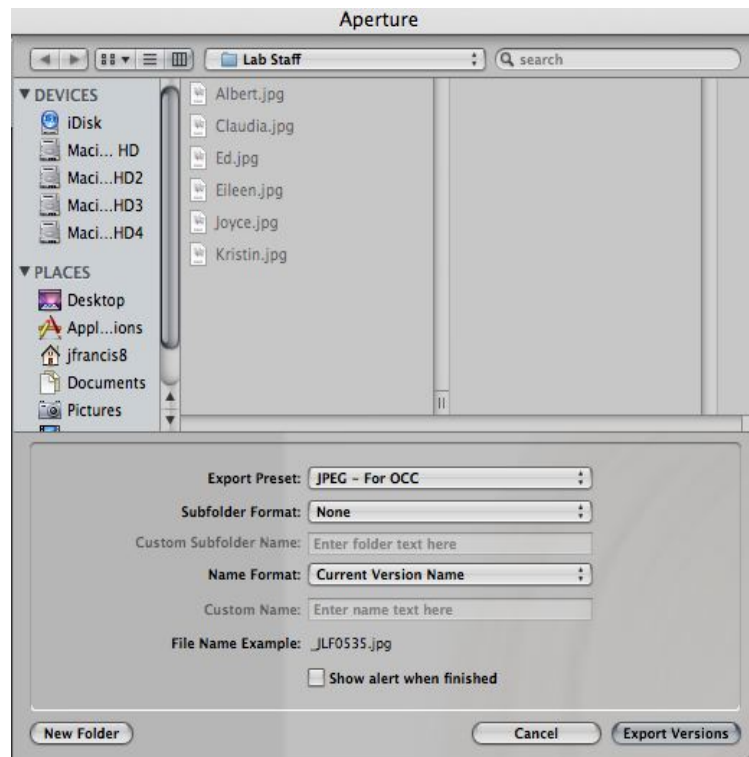 Aperture
Lab Staff
search
DEVICES
iDisk
Maci... HD
Maci...HD2
Maci...HD3
Maci...HD4
PLACES
Desktop
Appl...ions
jfrancis8
Documents
Pictures
Albert.jpg
Claudia.jpg
Ed.jpg
Eileen.jpg
Joyce.jpg
Kristin.jpg
Export Preset: JPEG - For OCC
Subfolder Format: None
Custom Subfolder Name: Enter folder text here
Name Format: Current Version Name
Custom Name: Enter name text here
File Name Example: _JLF0535.jpg
Show alert when finished
New Folder Cancel Export Versions